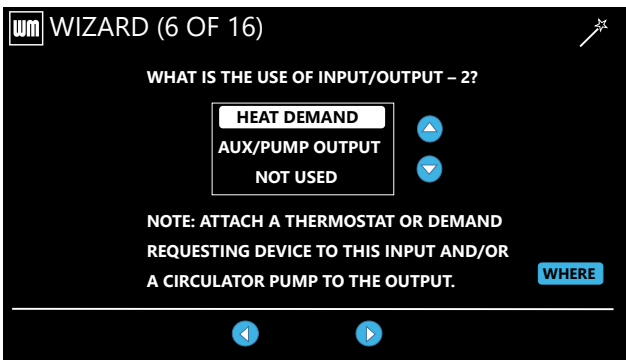 wm WIZARD (6 OF 16)
WHAT IS THE USE OF INPUT/OUTPUT – 2?
HEAT DEMAND
AUX/PUMP OUTPUT
NOT USED
NOTE: ATTACH A THERMOSTAT OR DEMAND
REQUESTING DEVICE TO THIS INPUT AND/OR
A CIRCULATOR PUMP TO THE OUTPUT.
WHERE